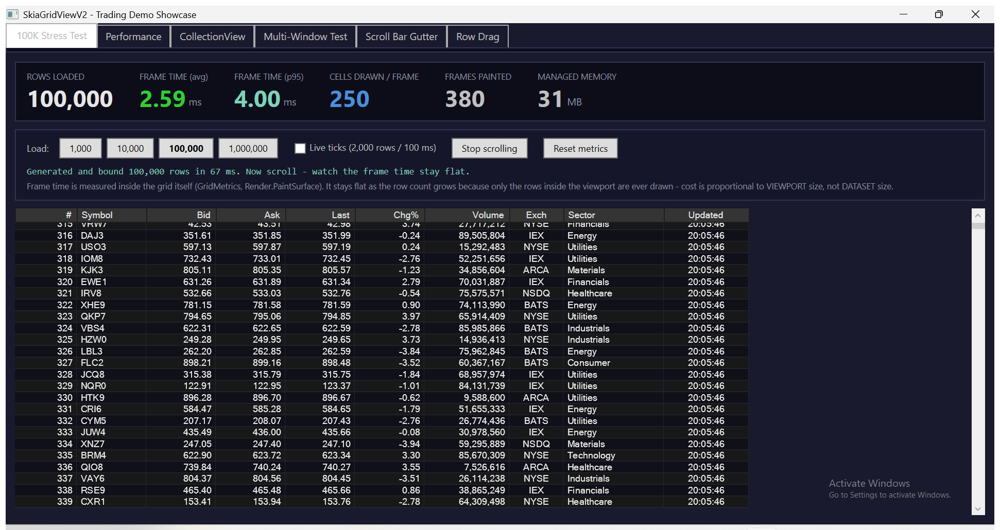 SkiaGridViewV2 - Trading Demo Showcase
100K Stress Test Performance CollectionView Multi-Window Test Scroll Bar Gutter Row Drag
ROWS LOADED FRAME TIME (avg) FRAME TIME (p95) CELLS DRAWN / FRAME FRAMES PAINTED MANAGED MEMORY
100,000 2.59 ms 4.00 ms 250 380 31 MB
Load: 1,000 10,000 100,000 1,000,000 Live ticks (2,000 rows / 100 ms) Stop scrolling Reset metrics
Generated and bound 100,000 rows in 67 ms. Now scroll - watch the frame time stay flat.
Frame time is measured inside the grid itself (GridMetrics, Render.PaintSurface). It stays flat as the row count grows because only the rows inside the viewport are ever drawn - cost is proportional to VIEWPORT size, not DATASET size.
# Symbol Bid Ask Last Chg% Volume Exch Sector Updated
315 VRW7 42.53 43.51 42.98 3.74 27,717,212 NYSE Financials 20:05:46
316 DAJ3 351.61 351.85 351.99 -0.24 89,505,804 IEX Energy 20:05:46
317 USO3 597.13 597.87 597.19 0.24 15,292,483 NYSE Utilities 20:05:46
318 IOM8 732.43 733.01 732.45 -2.76 52,251,656 IEX Utilities 20:05:46
319 KJK3 805.11 805.35 805.57 -1.23 34,856,604 ARCA Materials 20:05:46
320 EWE1 631.26 631.89 631.34 2.79 70,031,887 IEX Financials 20:05:46
321 IRV8 532.66 533.03 532.76 -0.54 75,575,571 NSDQ Healthcare 20:05:46
322 XHE9 781.15 781.58 781.59 0.90 74,113,990 BATS Energy 20:05:46
323 QKP7 794.65 795.06 794.85 3.97 65,914,409 NYSE Utilities 20:05:46
324 VBS4 622.31 622.65 622.59 -2.78 85,985,866 BATS Industrials 20:05:46
325 HZW0 249.28 249.95 249.65 3.73 14,936,413 NYSE Industrials 20:05:46
326 LBL3 262.20 262.85 262.59 -3.84 75,962,845 BATS Energy 20:05:46
327 FLC2 898.21 899.16 898.48 -3.52 60,367,167 BATS Consumer 20:05:46
328 JCQ8 315.38 315.79 315.75 -1.84 68,957,974 IEX Utilities 20:05:46
329 NQR0 122.91 122.95 123.37 -1.01 84,131,739 IEX Utilities 20:05:46
330 HTK9 896.28 896.70 896.67 -0.62 9,588,600 ARCA Utilities 20:05:46
331 CRI6 584.47 585.28 584.65 -1.79 51,655,333 IEX Energy 20:05:46
332 CYM5 207.17 208.07 207.43 -2.76 26,774,436 BATS Utilities 20:05:46
333 JUW4 435.49 436.00 435.66 -0.08 30,978,560 IEX Energy 20:05:46
334 XNZ7 247.05 247.40 247.10 -3.94 59,295,889 NSDQ Materials 20:05:46
335 BRM4 622.90 623.72 623.34 3.30 85,670,309 NYSE Technology 20:05:46
336 QIO8 739.84 740.24 740.27 3.55 7,526,616 ARCA Healthcare 20:05:46
337 VAY6 804.37 804.56 804.45 -3.51 26,114,238 NYSE Industrials 20:05:46
338 RSE9 465.40 465.48 465.66 0.86 38,865,249 IEX Financials 20:05:46
339 CXR1 153.41 153.94 153.76 -2.78 64,309,498 NYSE Healthcare 20:05:46
Activate Windows
Go to Settings to activate Windows.